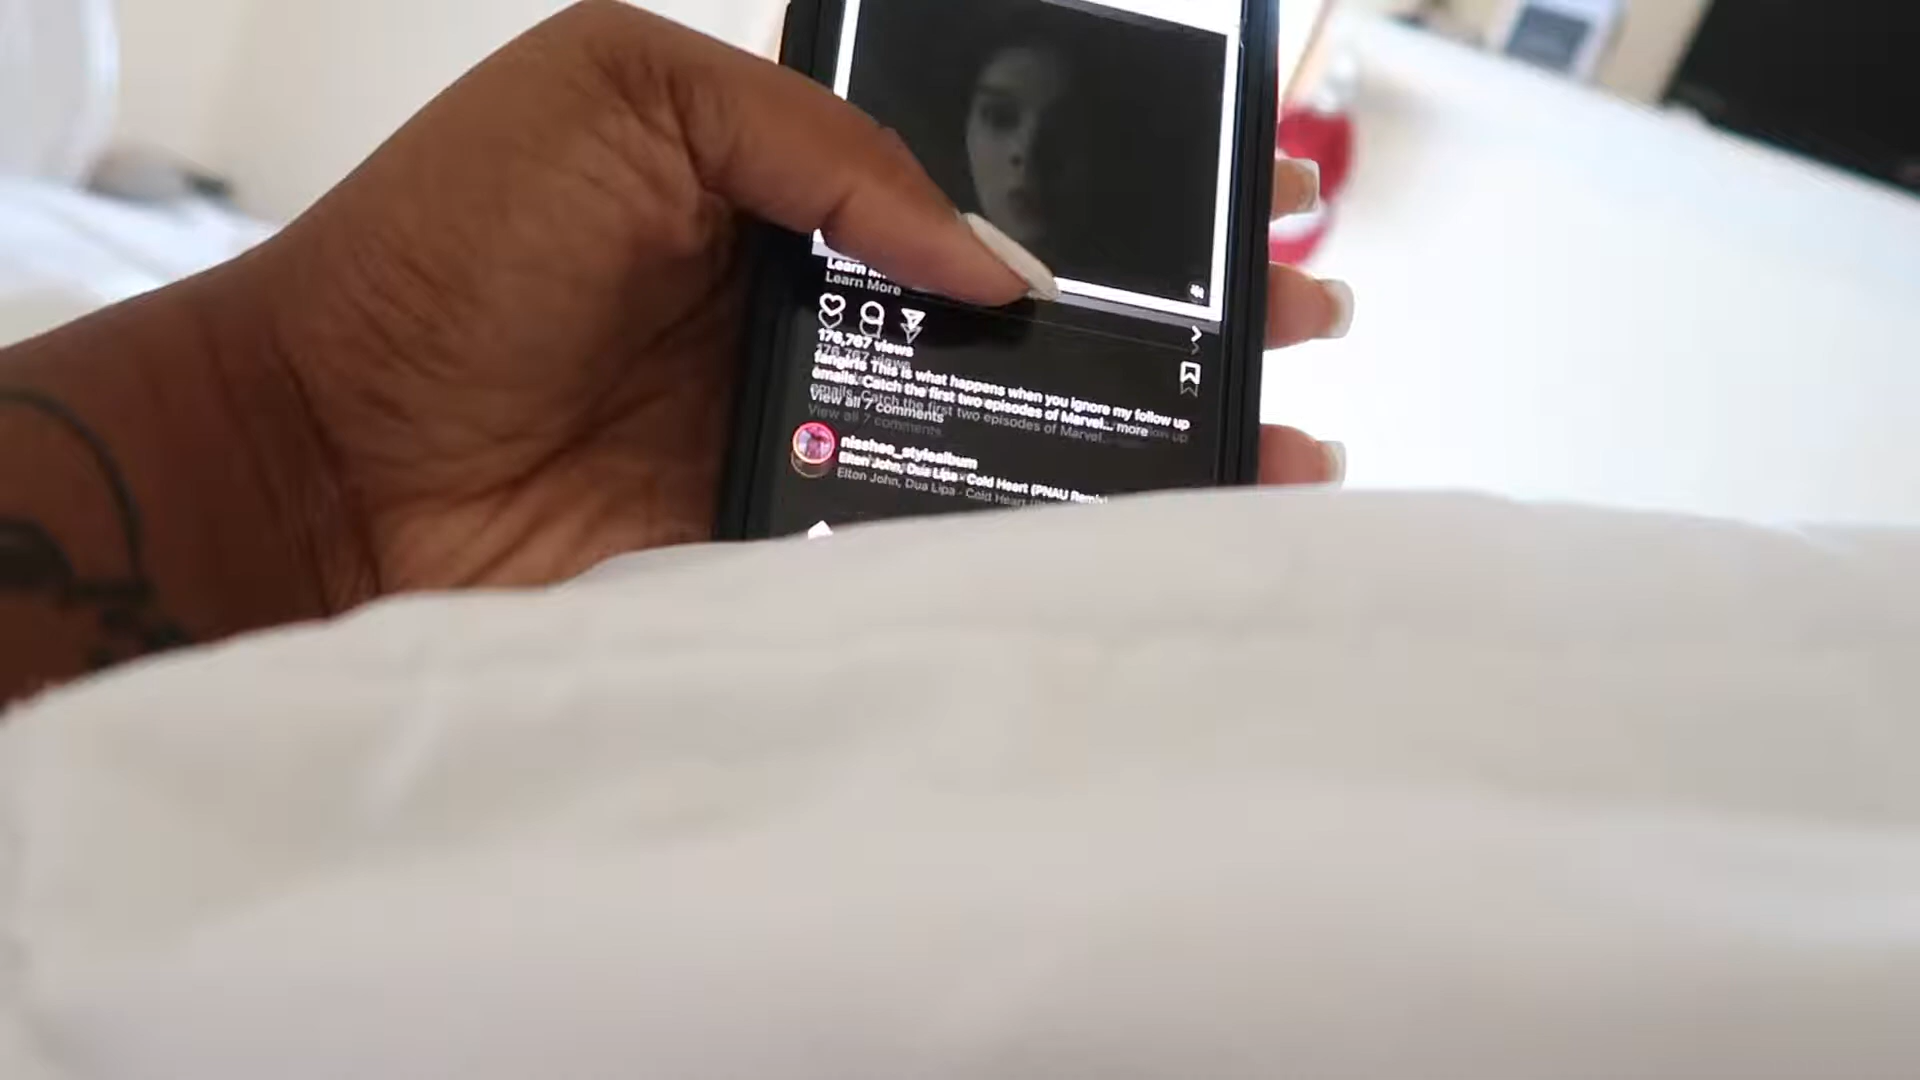 Learn More
176,767 views
fangirls This is what happens when you ignore my follow up
emails. Catch the first two episodes of Marvel... more
View all 7 comments
nisshee_stylealbum
Elton John, Dua Lipa · Cold Heart (PNAU Remix)